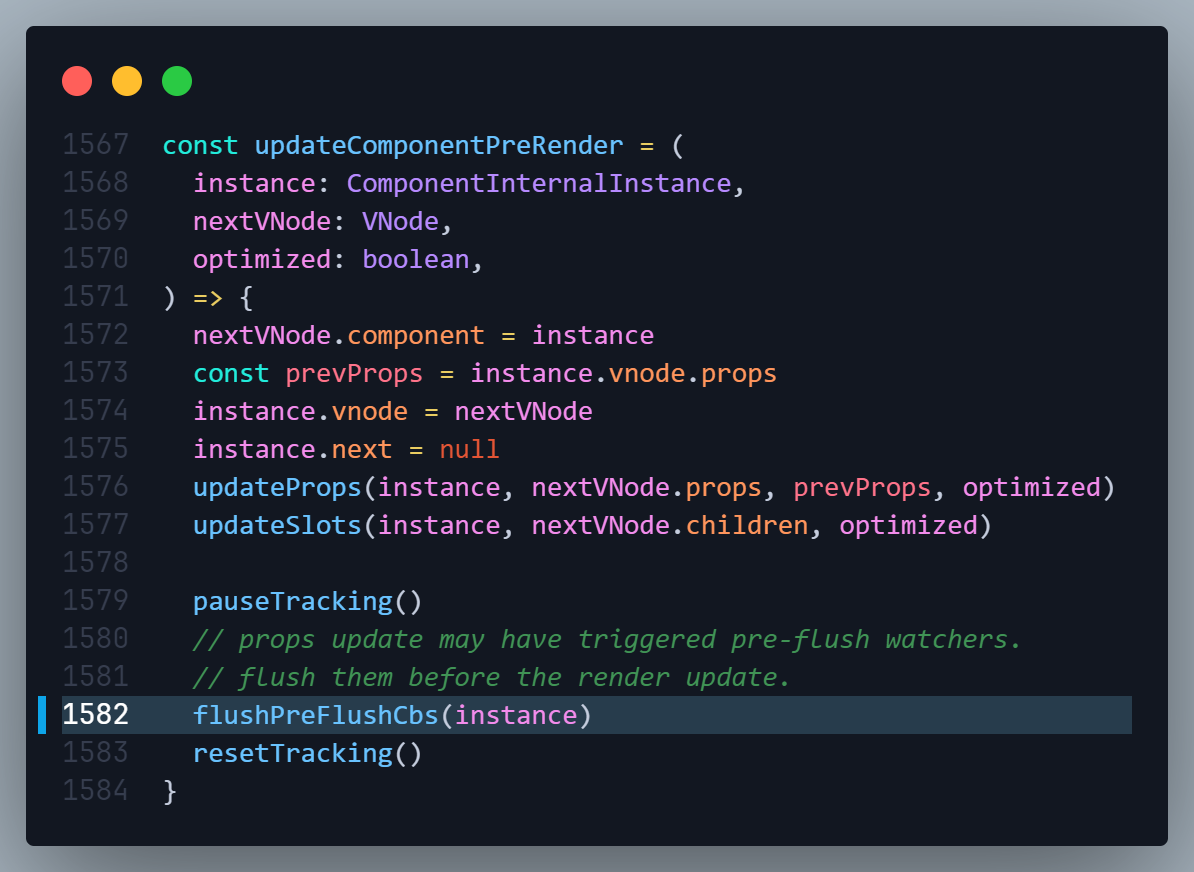 1567 const updateComponentPreRender = (
1568   instance: ComponentInternalInstance,
1569   nextVNode: VNode,
1570   optimized: boolean,
1571 ) => {
1572   nextVNode.component = instance
1573   const prevProps = instance.vnode.props
1574   instance.vnode = nextVNode
1575   instance.next = null
1576   updateProps(instance, nextVNode.props, prevProps, optimized)
1577   updateSlots(instance, nextVNode.children, optimized)
1578
1579   pauseTracking()
1580   // props update may have triggered pre-flush watchers.
1581   // flush them before the render update.
1582   flushPreFlushCbs(instance)
1583   resetTracking()
1584 }